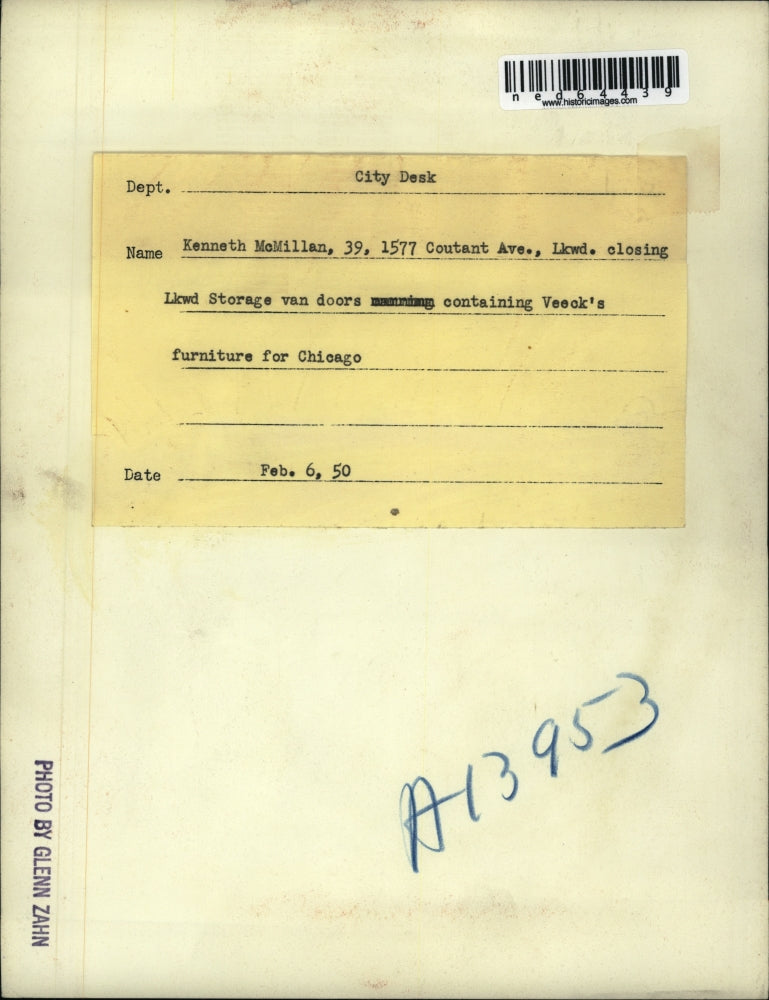 ned64439
www.historicimages.com
Dept. City Desk
Name Kenneth McMillan, 39, 1577 Coutant Ave., Lkwd. closing
Lkwd Storage van doors containing Veeck's
furniture for Chicago
Date Feb. 6, 50
A13953
PHOTO BY GLENN ZAHN